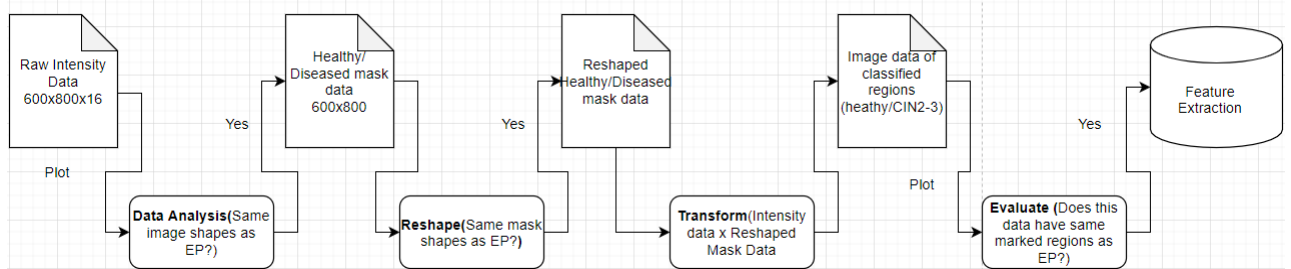 Raw Intensity
Data
600x800x16
Plot
Data Analysis(Same
image shapes as
EP?)
Yes
Healthy/
Diseased mask
data
600x800
Reshape(Same mask
shapes as EP?)
Yes
Reshaped
Healthy/Diseased
mask data
Transform(Intensity
data x Reshaped
Mask Data
Image data of
classified
regions
(heathy/CIN2-3)
Plot
Evaluate (Does this
data have same
marked regions as
EP?)
Yes
Feature
Extraction